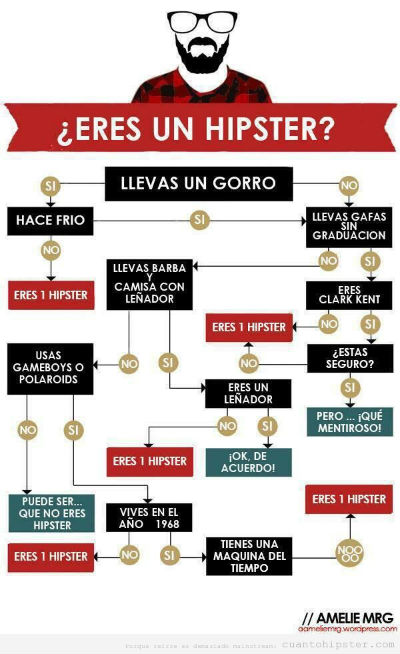 ¿ERES UN HIPSTER?
LLEVAS UN GORRO
SI
NO
HACE FRIO
SI
LLEVAS GAFAS
SIN
GRADUACION
NO
NO
SI
ERES 1 HIPSTER
LLEVAS BARBA
Y
CAMISA CON
LEÑADOR
ERES
CLARK KENT
ERES 1 HIPSTER
NO
SI
USAS
GAMEBOYS O
POLAROIDS
NO
SI
NO
¿ESTAS
SEGURO?
SI
ERES UN
LEÑADOR
PERO ... ¡QUÉ
MENTIROSO!
NO
SI
NO
SI
ERES 1 HIPSTER
¡OK, DE
ACUERDO!
PUEDE SER...
QUE NO ERES
HIPSTER
VIVES EN EL
AÑO 1968
ERES 1 HIPSTER
ERES 1 HIPSTER
NO
SI
TIENES UNA
MAQUINA DEL
TIEMPO
NOO
OO
// AMELIE MRG
aameliemrg.wordpress.com
Porque reirse es demasiado mainstream: cuantohipster.com